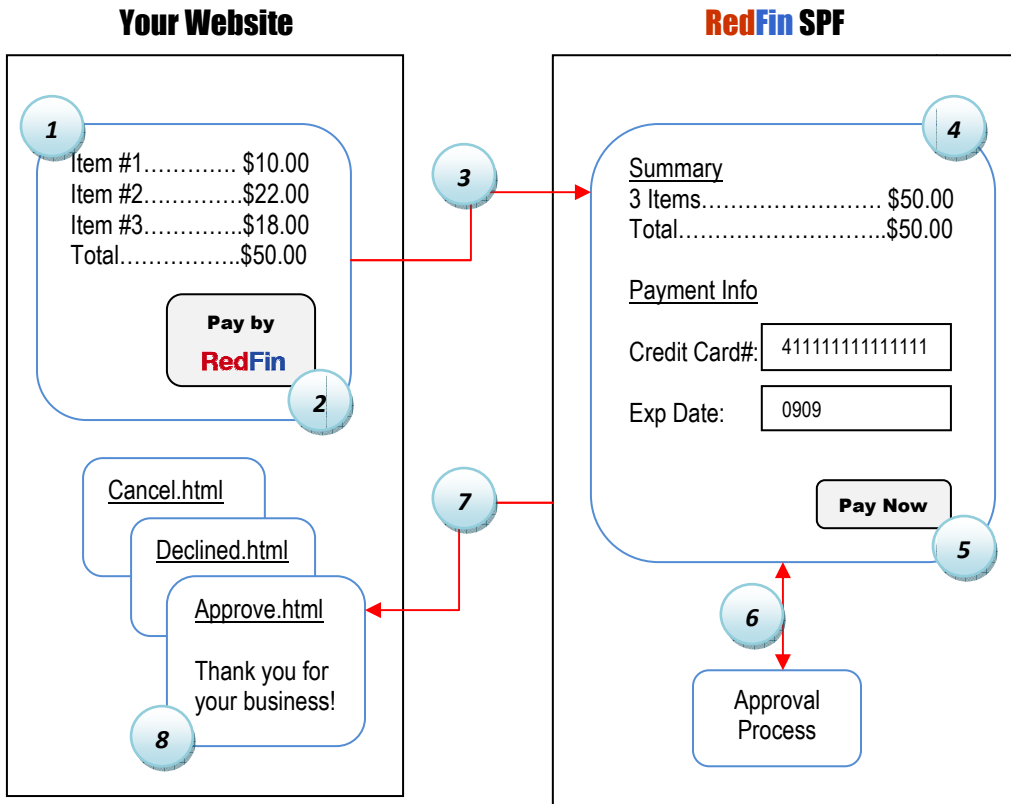 Your Website
1
Item #1…………. $10.00
Item #2…………..$22.00
Item #3…………..$18.00
Total……………..$50.00
Pay by
RedFin
2
3
RedFin SPF
4
Summary
3 Items……………………. $50.00
Total………………………..$50.00
Payment Info
Credit Card#: 411111111111111
Exp Date: 0909
Pay Now
5
6
Approval
Process
7
Cancel.html
Declined.html
Approve.html
Thank you for
your business!
8